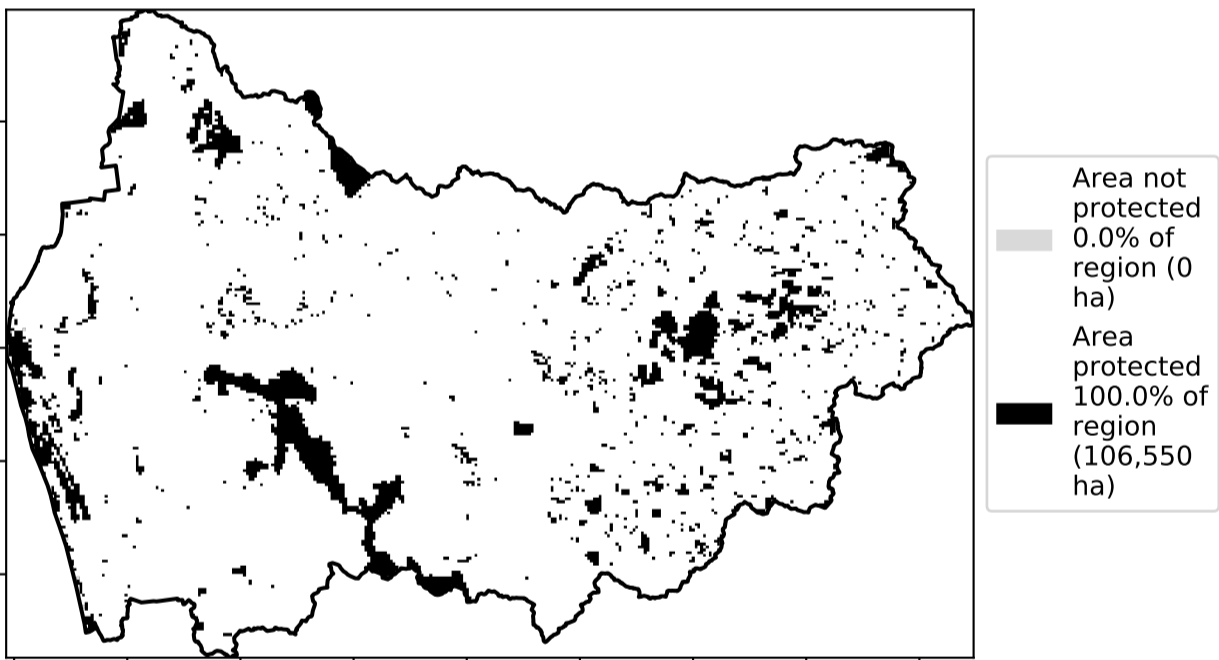 Area not
protected
0.0% of
region (0
ha)
Area
protected
100.0% of
region
(106,550
ha)